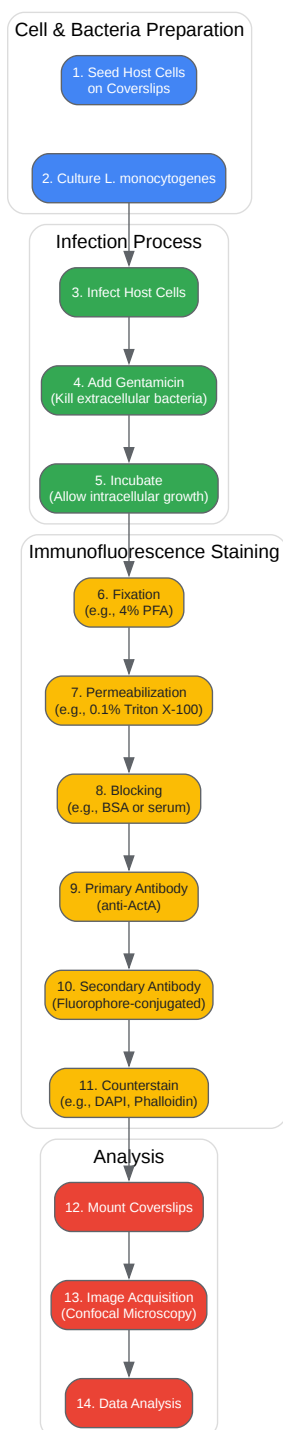 Cell & Bacteria Preparation
1. Seed Host Cells
on Coverslips
2. Culture L. monocytogenes
Infection Process
3. Infect Host Cells
4. Add Gentamicin
(Kill extracellular bacteria)
5. Incubate
(Allow intracellular growth)
Immunofluorescence Staining
6. Fixation
(e.g., 4% PFA)
7. Permeabilization
(e.g., 0.1% Triton X-100)
8. Blocking
(e.g., BSA or serum)
9. Primary Antibody
(anti-ActA)
10. Secondary Antibody
(Fluorophore-conjugated)
11. Counterstain
(e.g., DAPI, Phalloidin)
Analysis
12. Mount Coverslips
13. Image Acquisition
(Confocal Microscopy)
14. Data Analysis